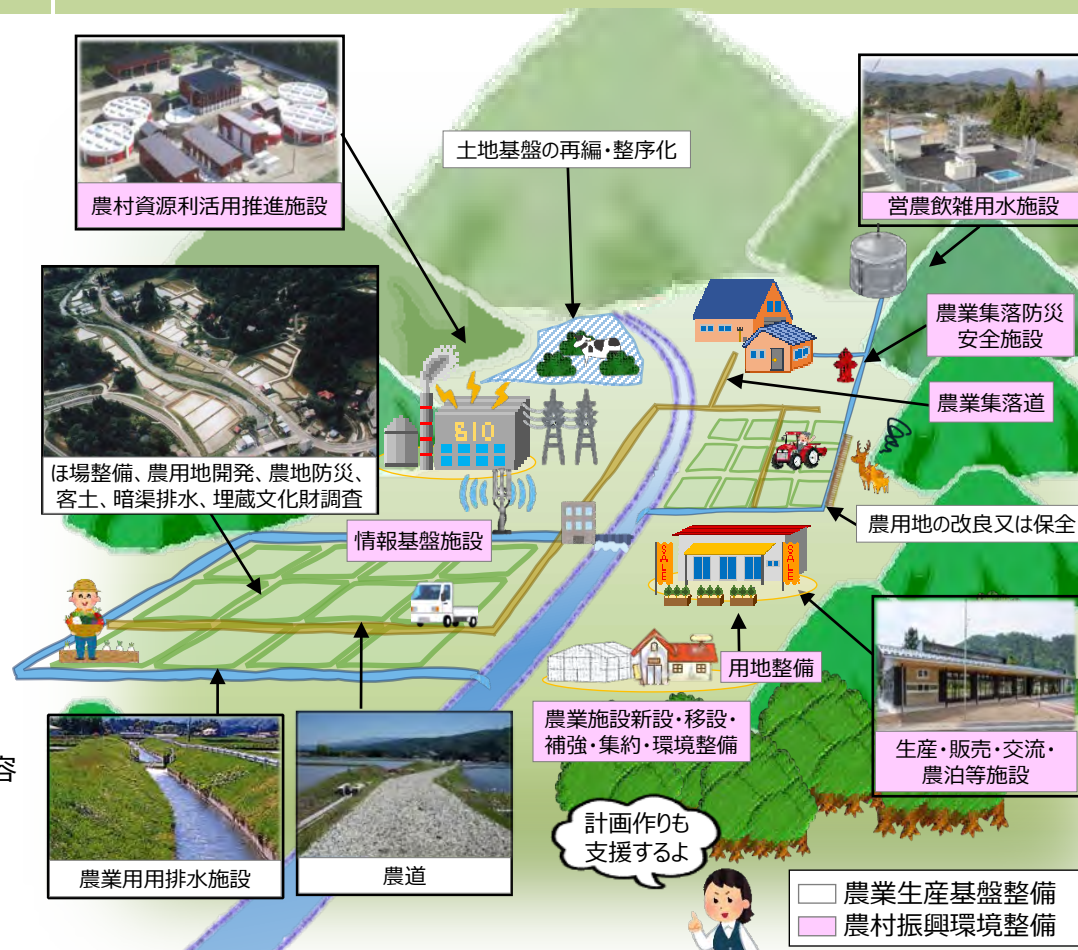 土地基盤の再編・整序化
農村資源利活用推進施設
営農飲雑用水施設
農業集落防災
安全施設
農業集落道
BIO
ほ場整備、農用地開発、農地防災、
客土、暗渠排水、埋蔵文化財調査
農用地の改良又は保全
情報基盤施設
SALE
SALE
用地整備
農業施設新設・移設・
補強・集約・環境整備
生産・販売・交流・
農泊等施設
容
計画作りも
支援するよ
農業用用排水施設
農道
農業生産基盤整備
農村振興環境整備